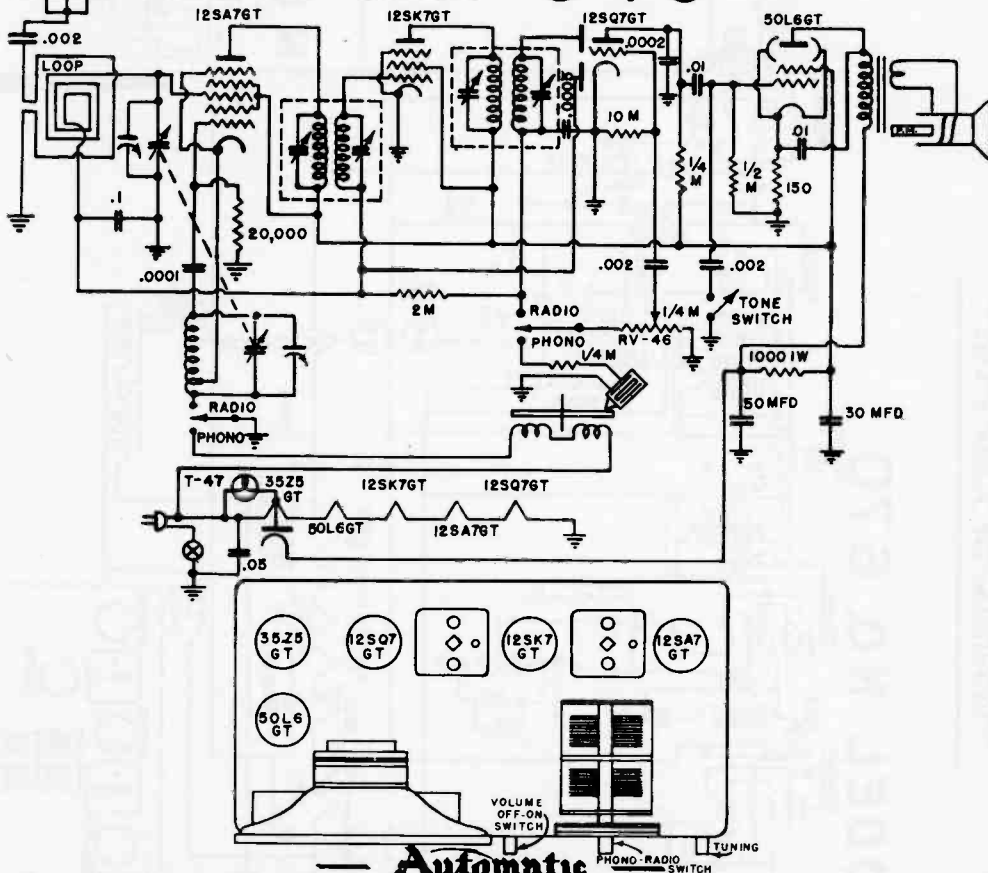 12SA7GT
12SK7GT
12SQ7GT
50L6GT
.002
.0002
LOOP
.01
.0005
10 M
.01
1/4 M
1/2 M
150
.1
20,000
.0001
.002
.002
2M
RADIO
1/4 M
TONE SWITCH
PHONO
RV-46
1/4 M
1000 1W
50 MFD
30 MFD
RADIO
PHONO
T-47
35Z5 GT
12SK7GT
12SQ7GT
50L6GT
12SA7GT
.05
35Z5 GT
12SQ7 GT
12SK7 GT
12SA7 GT
50L6 GT
VOLUME OFF-ON SWITCH
PHONO-RADIO SWITCH
TUNING
Automatic